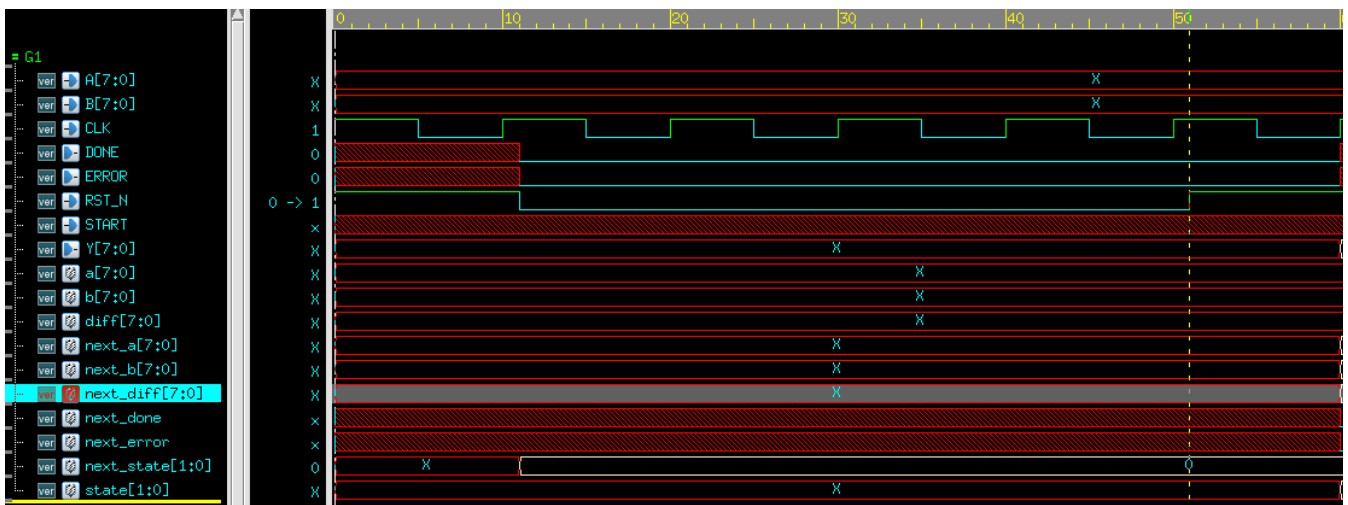 0 10 20 30 40 50
= G1
ver A[7:0] X X
ver B[7:0] X X
ver CLK 1
ver DONE 0
ver ERROR 0
ver RST_N 0 -> 1
ver START x
ver Y[7:0] X X
ver a[7:0] X X
ver b[7:0] X X
ver diff[7:0] X X
ver next_a[7:0] X X
ver next_b[7:0] X X
ver next_diff[7:0] X X
ver next_done x
ver next_error x
ver next_state[1:0] 0 X 0
ver state[1:0] X X